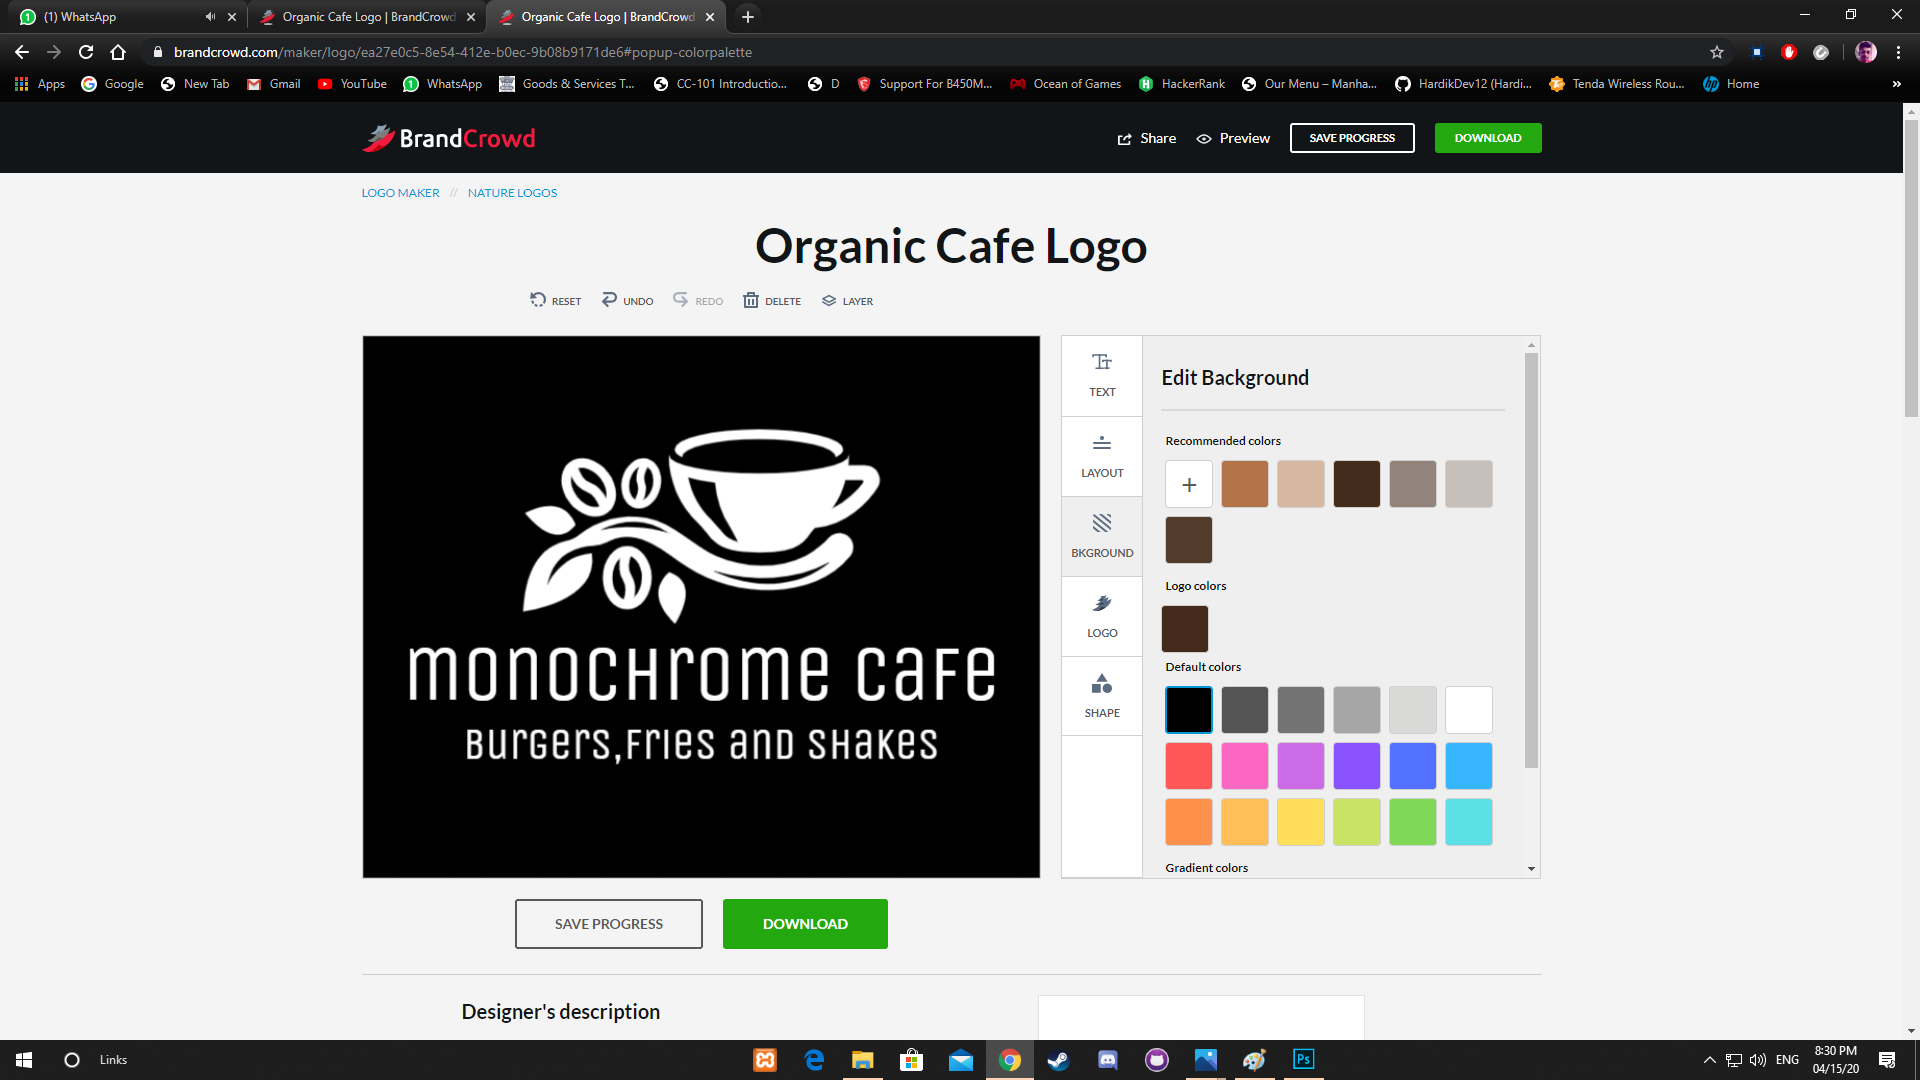 (1) WhatsApp
Organic Cafe Logo | BrandCrowd
Organic Cafe Logo | BrandCrowd
brandcrowd.com/maker/logo/ea27e0c5-8e54-412e-b0ec-9b08b9171de6#popup-colorpalette
Apps Google New Tab Gmail YouTube WhatsApp Goods & Services T... CC-101 Introductio... D Support For B450M... Ocean of Games HackerRank Our Menu – Manha... HardikDev12 (Hardi... Tenda Wireless Rou... Home »
BrandCrowd
Share Preview SAVE PROGRESS DOWNLOAD
LOGO MAKER // NATURE LOGOS
Organic Cafe Logo
RESET UNDO REDO DELETE LAYER
monochrome cafe
Burgers,Fries and shakes
TEXT
LAYOUT
BKGROUND
LOGO
SHAPE
Edit Background
Recommended colors
+
Logo colors
Default colors
Gradient colors
SAVE PROGRESS DOWNLOAD
Designer's description
Links
Ps
ENG
8:30 PM
04/15/20